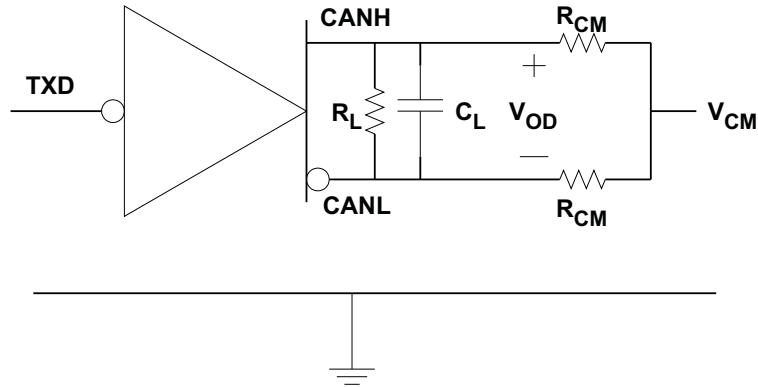 CANH
R_CM
TXD
+
R_L
C_L
V_OD
V_CM
−
CANL
R_CM